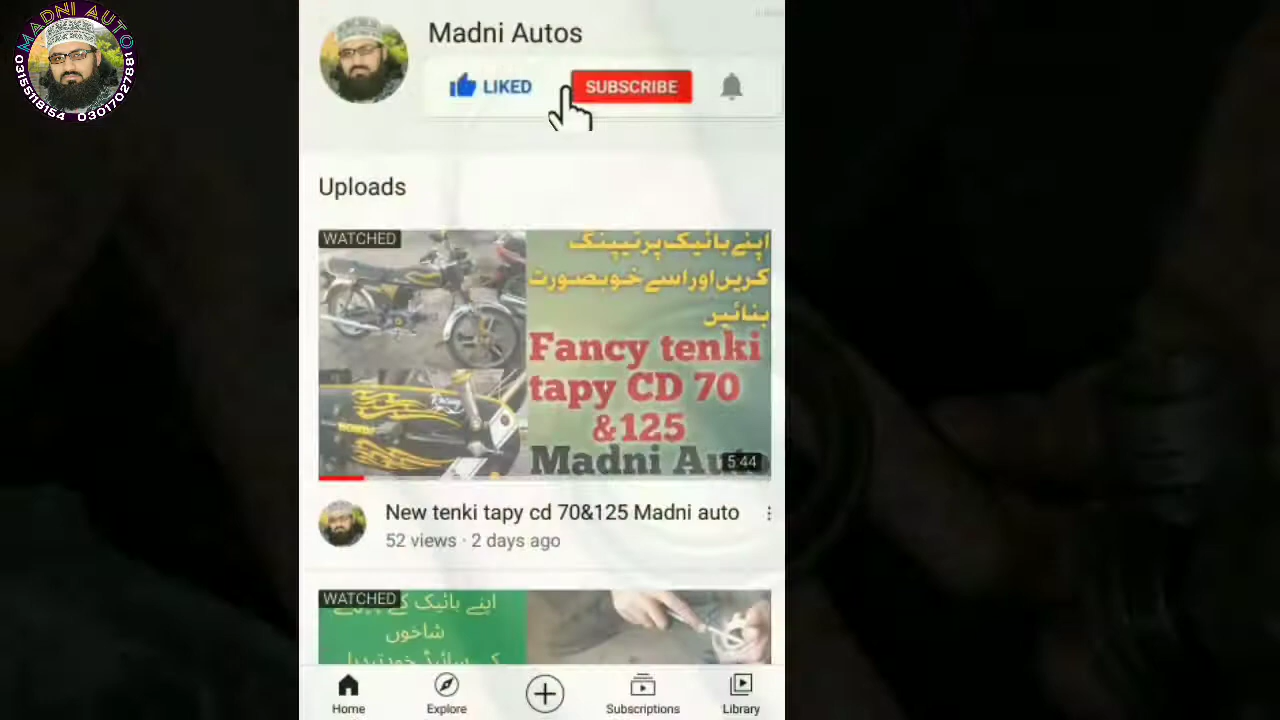 MADNI AUTO
03155118154 03017027881
Madni Autos
LIKED
SUBSCRIBE
Uploads
WATCHED
اپنے بائیک پر ٹیپنگ
کریں اور اسے خوبصورت
بنائیں
Fancy tenki
tapy CD 70
&125
Madni Auto
5:44
New tenki tapy cd 70&125 Madni auto
52 views · 2 days ago
WATCHED
اپنے بائیک کے
شاخوں
Home
Explore
Subscriptions
Library